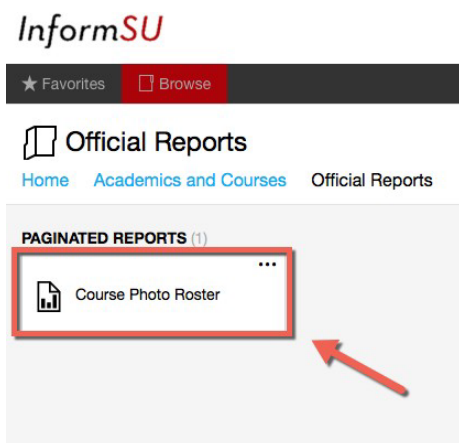 InformSU
Favorites Browse
Official Reports
Home Academics and Courses Official Reports
PAGINATED REPORTS (1)
...
Course Photo Roster